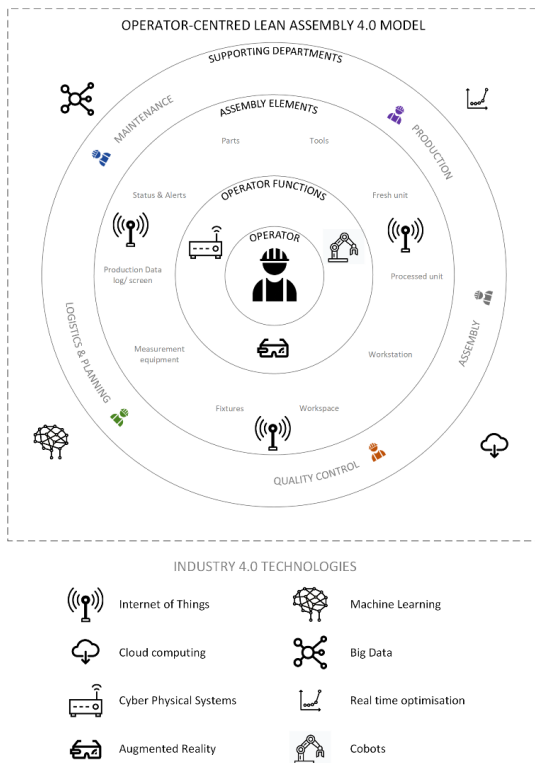 OPERATOR-CENTRED LEAN ASSEMBLY 4.0 MODEL
SUPPORTING DEPARTMENTS
MAINTENANCE
PRODUCTION
ASSEMBLY ELEMENTS
Parts
Tools
Status & Alerts
OPERATOR FUNCTIONS
Fresh unit
OPERATOR
Production Data
log/ screen
Processed unit
LOGISTICS & PLANNING
ASSEMBLY
Measurement
equipment
Workstation
Fixtures
Workspace
QUALITY CONTROL
INDUSTRY 4.0 TECHNOLOGIES
Internet of Things
Machine Learning
Cloud computing
Big Data
Cyber Physical Systems
Real time optimisation
Augmented Reality
Cobots